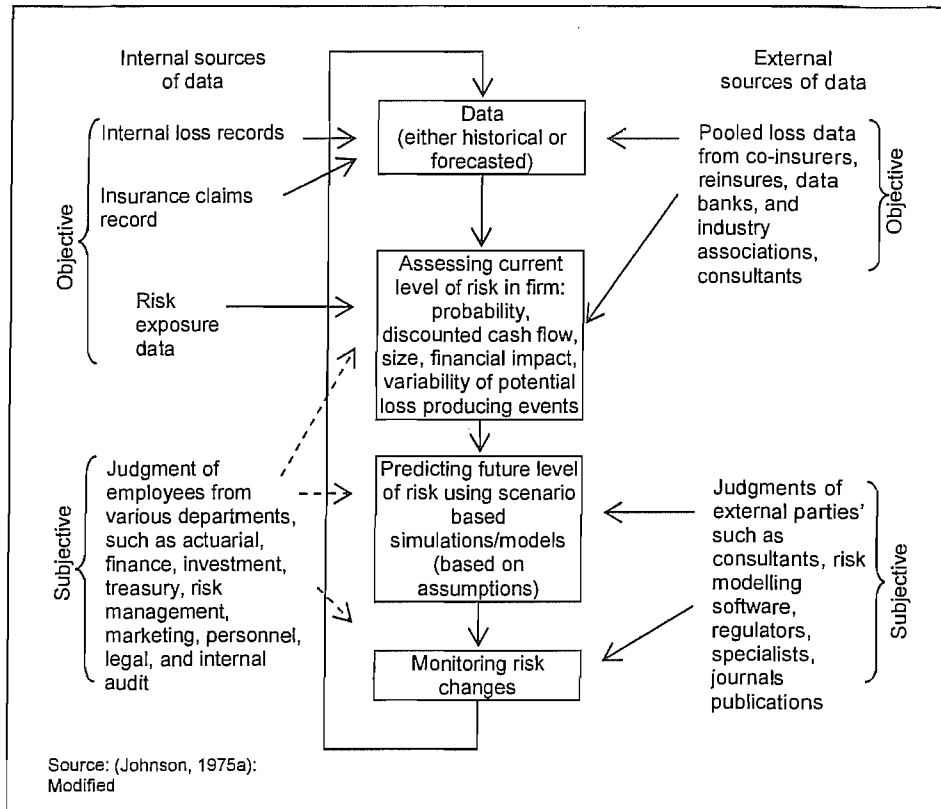 Internal sources
of data
External
sources of data
Data
(either historical or
forecasted)
Internal loss records
Insurance claims
record
Objective
Risk
exposure
data
Pooled loss data
from co-insurers,
reinsures, data
banks, and
industry
associations,
consultants
Objective
Assessing current
level of risk in firm:
probability,
discounted cash flow,
size, financial impact,
variability of potential
loss producing events
Subjective
Judgment of
employees from
various departments,
such as actuarial,
finance, investment,
treasury, risk
management,
marketing, personnel,
legal, and internal
audit
Predicting future level
of risk using scenario
based
simulations/models
(based on
assumptions)
Judgments of
external parties'
such as
consultants, risk
modelling
software,
regulators,
specialists,
journals
publications
Subjective
Monitoring risk
changes
Source: (Johnson, 1975a):
Modified